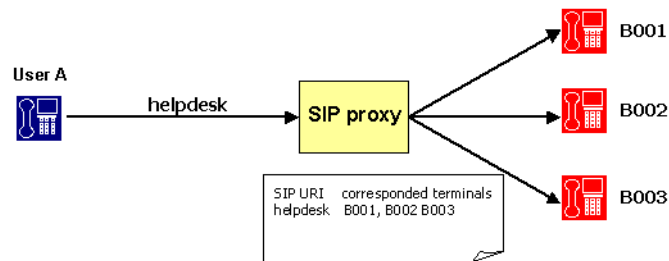 B001
User A
helpdesk
SIP proxy
B002
SIP URI corresponded terminals
helpdesk B001, B002 B003
B003